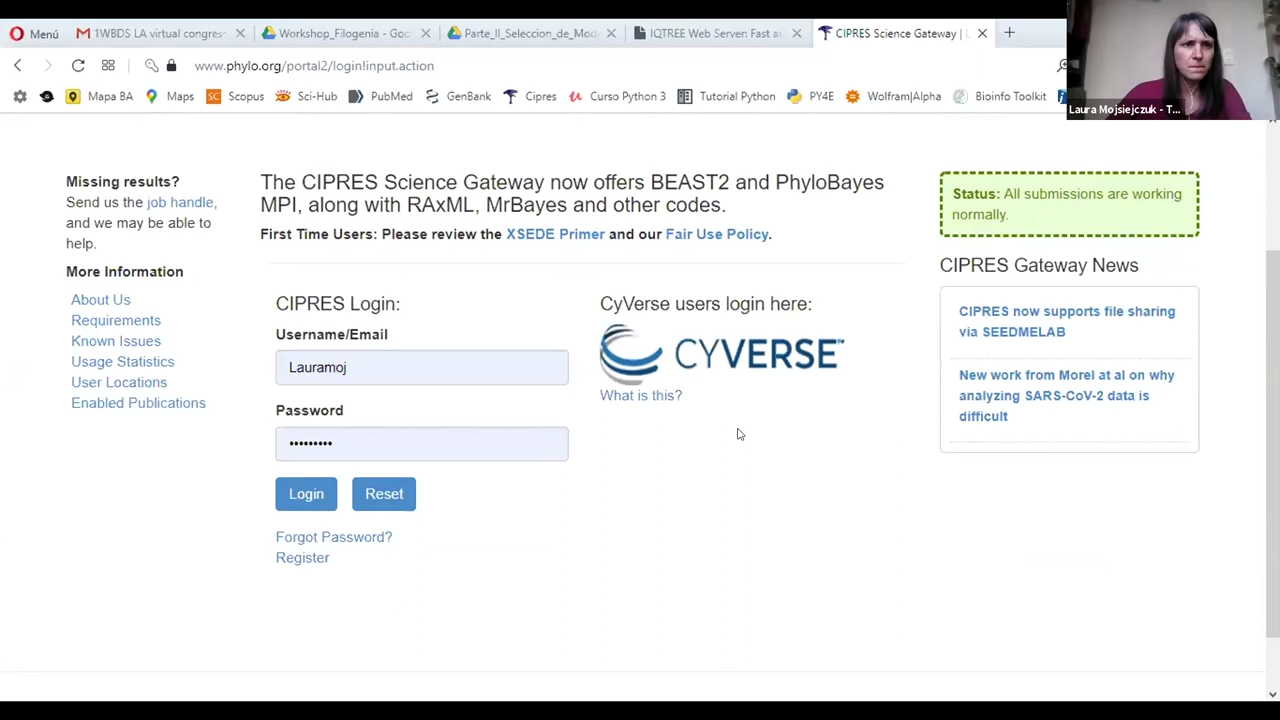 Menú
1WBDS LA virtual congres
Workshop_Filogenia - Goo
Parte_II_Seleccion_de_Mod
IQTREE Web Server: Fast a
CIPRES Science Gateway | L
www.phylo.org/portal2/login!input.action
Mapa BA
Maps
Scopus
Sci-Hub
PubMed
GenBank
Cipres
Curso Python 3
Tutorial Python
PY4E
Wolfram|Alpha
Bioinfo Toolkit
Laura Mojsiejczuk - T...
Missing results?
Send us the job handle,
and we may be able to
help.
More Information
About Us
Requirements
Known Issues
Usage Statistics
User Locations
Enabled Publications
The CIPRES Science Gateway now offers BEAST2 and PhyloBayes
MPI, along with RAxML, MrBayes and other codes.
First Time Users: Please review the XSEDE Primer and our Fair Use Policy.
CIPRES Login:
Username/Email
Lauramoj
Password
•••••••••
Login
Reset
Forgot Password?
Register
CyVerse users login here:
CYVERSE™
What is this?
Status: All submissions are working
normally.
CIPRES Gateway News
CIPRES now supports file sharing
via SEEDMELAB
New work from Morel at al on why
analyzing SARS-CoV-2 data is
difficult